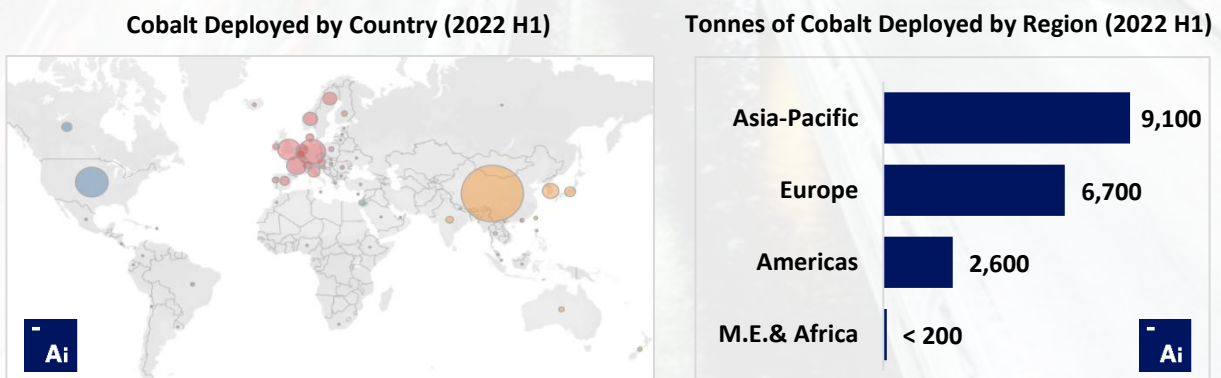 Cobalt Deployed by Country (2022 H1)
Ai
Tonnes of Cobalt Deployed by Region (2022 H1)
Asia-Pacific 9,100
Europe 6,700
Americas 2,600
M.E.& Africa < 200
Ai